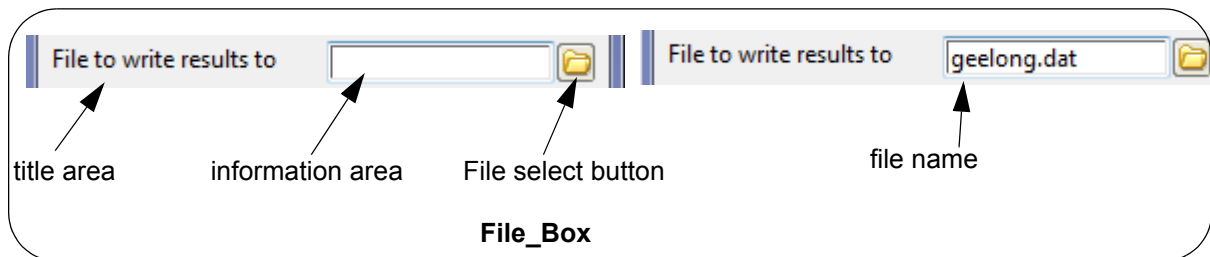 File to write results to
File to write results to
geelong.dat
title area
information area
File select button
file name
File_Box